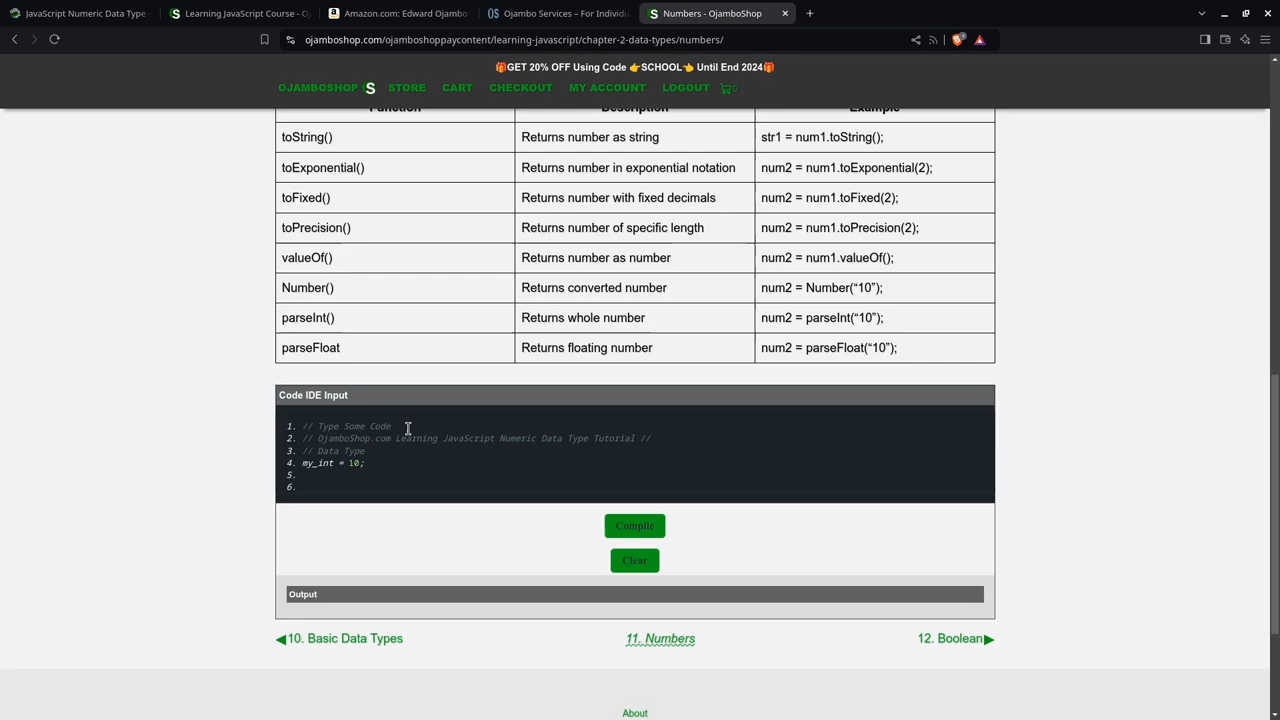 JavaScript Numeric Data Type
Learning JavaScript Course - O
Amazon.com: Edward Ojambo
OS Ojambo Services – For Individu
S Numbers - OjamboShop
ojamboshop.com/ojamboshoppaycontent/learning-javascript/chapter-2-data-types/numbers/
🎁GET 20% OFF Using Code 👉SCHOOL👈 Until End 2024🎁
OJAMBOSHOP S STORE CART CHECKOUT MY ACCOUNT LOGOUT 0
Function Description Example
toString() Returns number as string str1 = num1.toString();
toExponential() Returns number in exponential notation num2 = num1.toExponential(2);
toFixed() Returns number with fixed decimals num2 = num1.toFixed(2);
toPrecision() Returns number of specific length num2 = num1.toPrecision(2);
valueOf() Returns number as number num2 = num1.valueOf();
Number() Returns converted number num2 = Number(“10”);
parseInt() Returns whole number num2 = parseInt(“10”);
parseFloat Returns floating number num2 = parseFloat(“10”);
Code IDE Input
1. // Type Some Code
2. // OjamboShop.com Learning JavaScript Numeric Data Type Tutorial //
3. // Data Type
4. my_int = 10;
5.
6.
Compile
Clear
Output
◀10. Basic Data Types 11. Numbers 12. Boolean▶
About